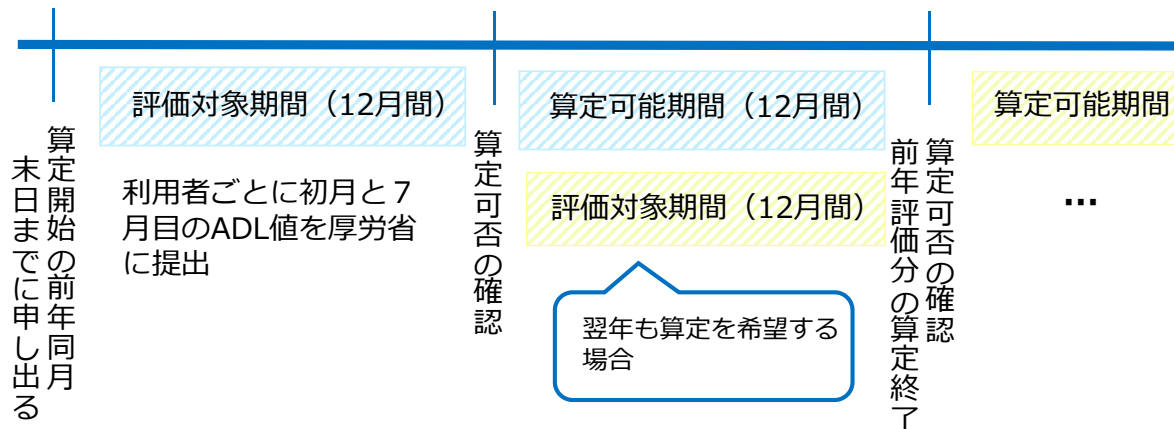 算定開始の前年同月
末日までに申し出る
評価対象期間（12月間）
利用者ごとに初月と７
月目のADL値を厚労省
に提出
算定可否の確認
算定可能期間（12月間）
評価対象期間（12月間）
翌年も算定を希望する
場合
算定可否の確認
前年評価分の算定終了
算定可能期間
…